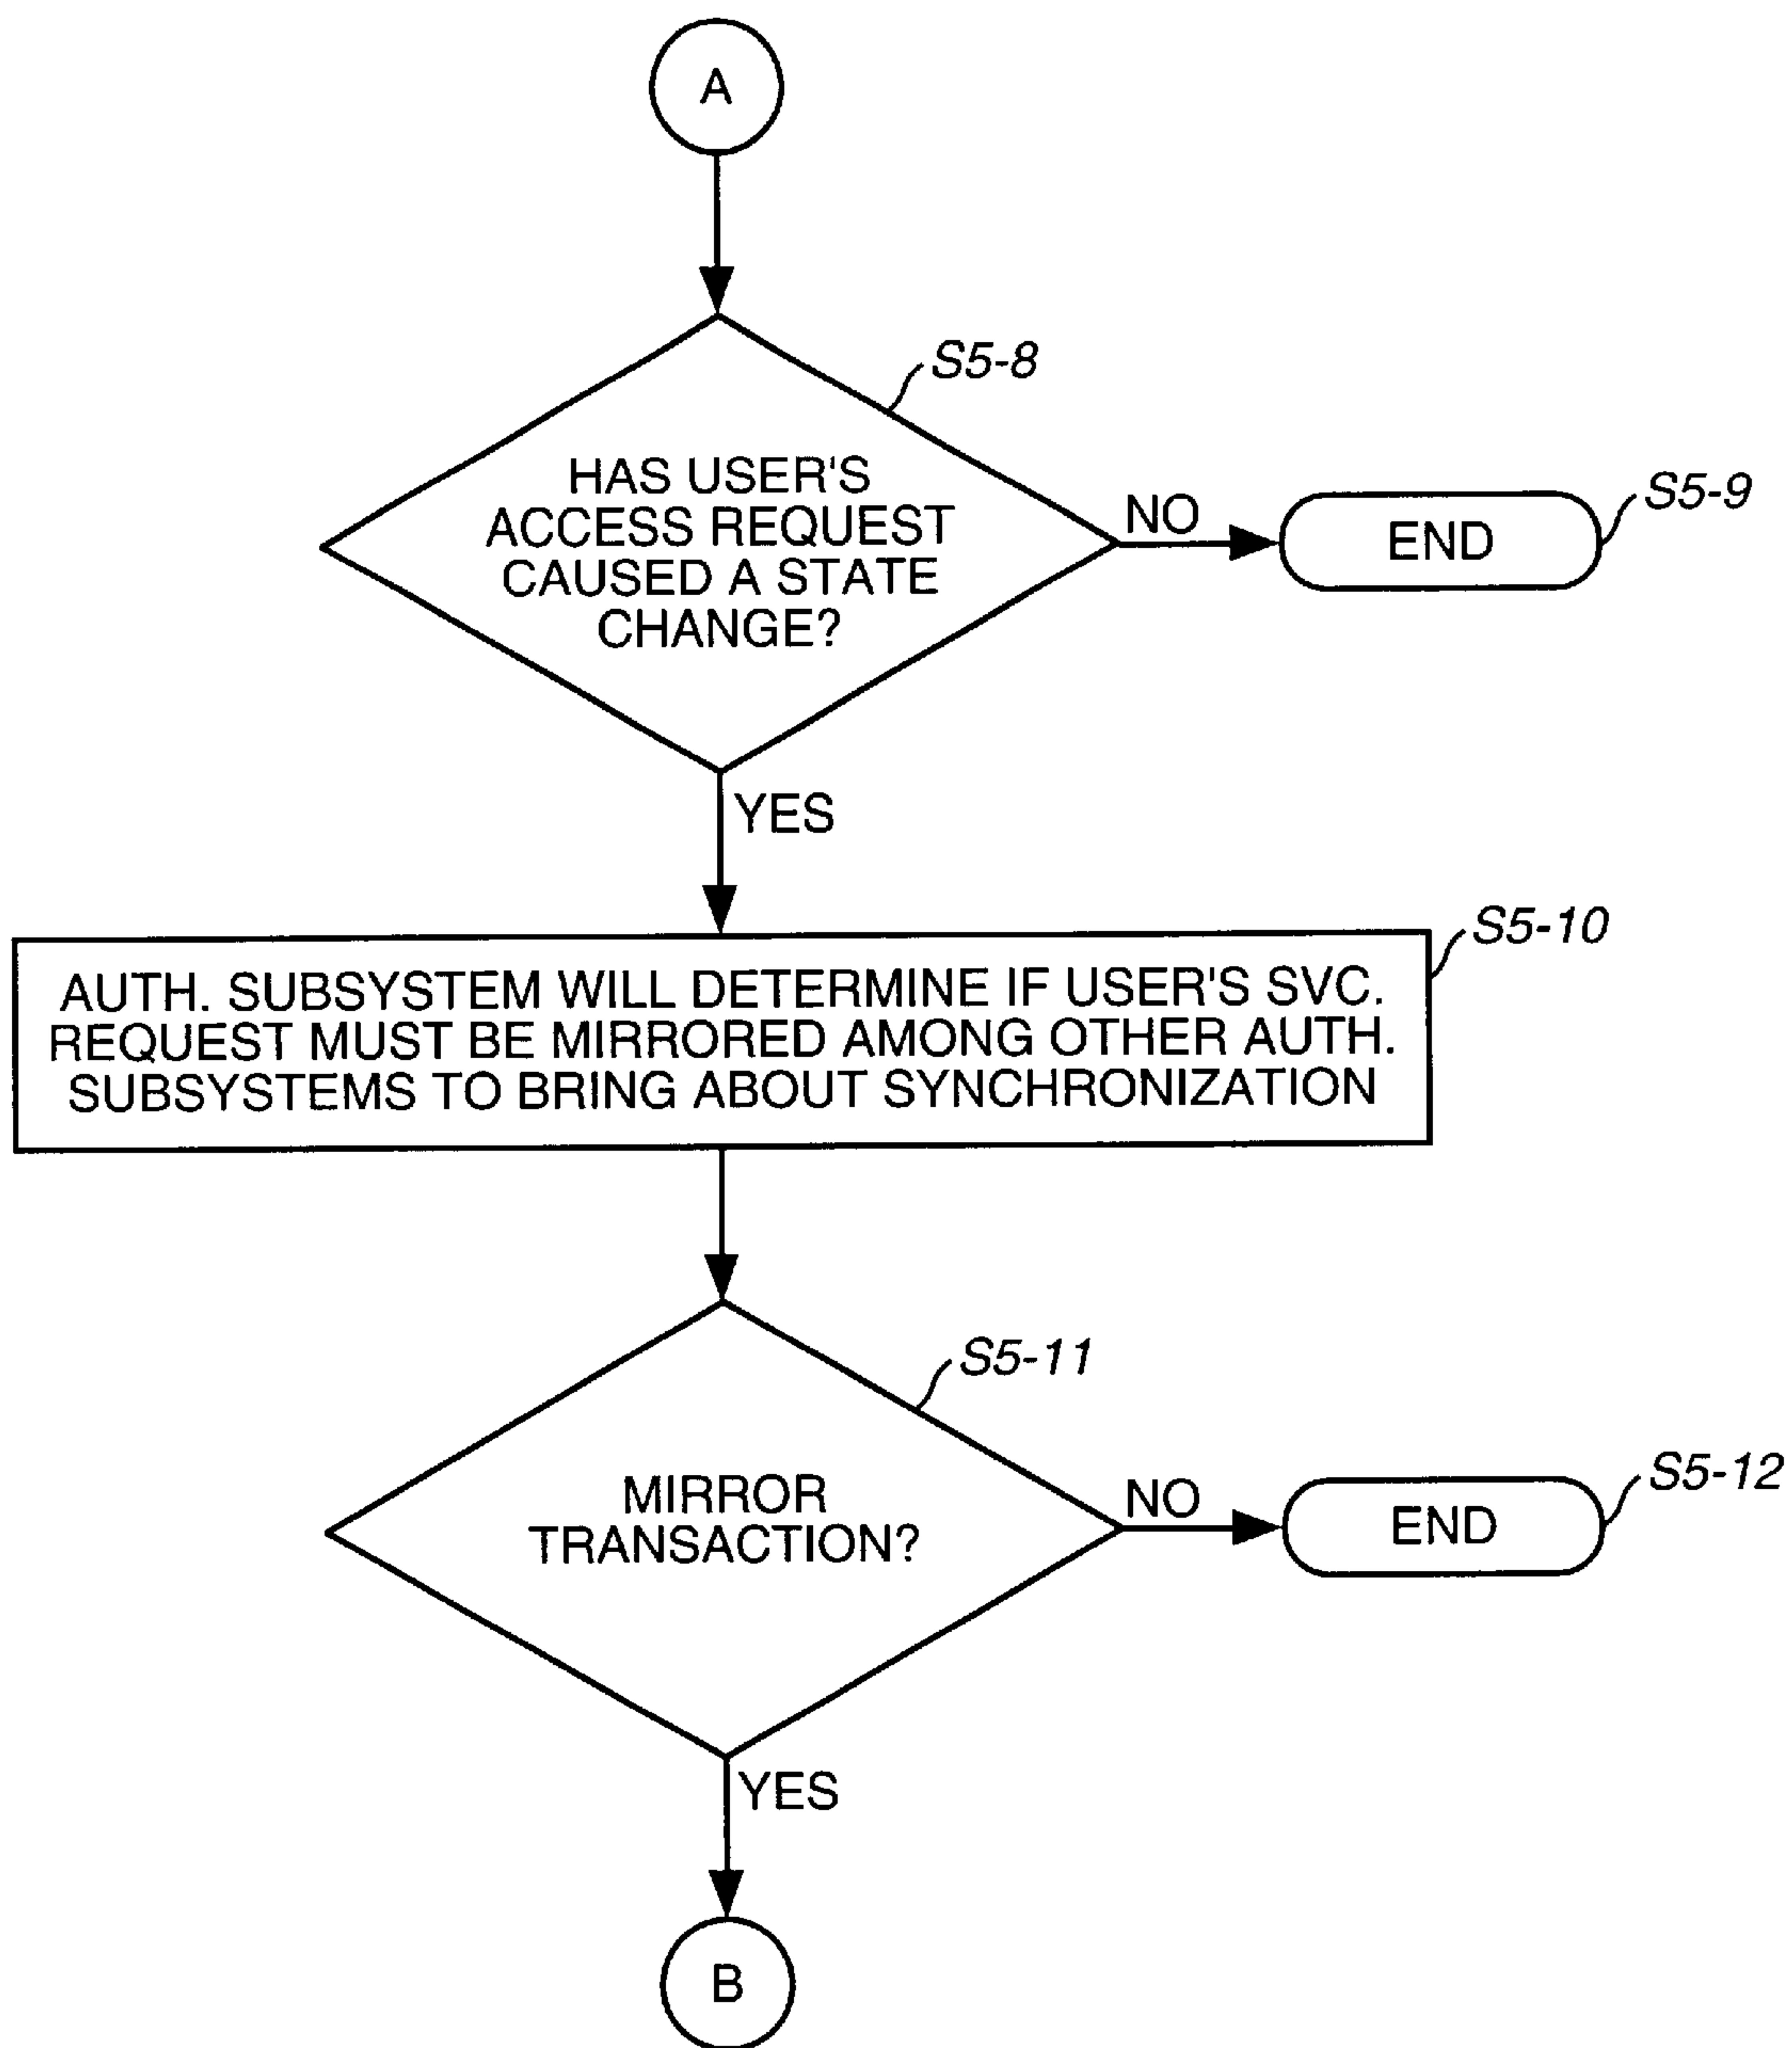 A
S5-8
HAS USER'S
ACCESS REQUEST
CAUSED A STATE
CHANGE?
NO
END
S5-9
YES
S5-10
AUTH. SUBSYSTEM WILL DETERMINE IF USER'S SVC.
REQUEST MUST BE MIRRORED AMONG OTHER AUTH.
SUBSYSTEMS TO BRING ABOUT SYNCHRONIZATION
S5-11
MIRROR
TRANSACTION?
NO
END
S5-12
YES
B